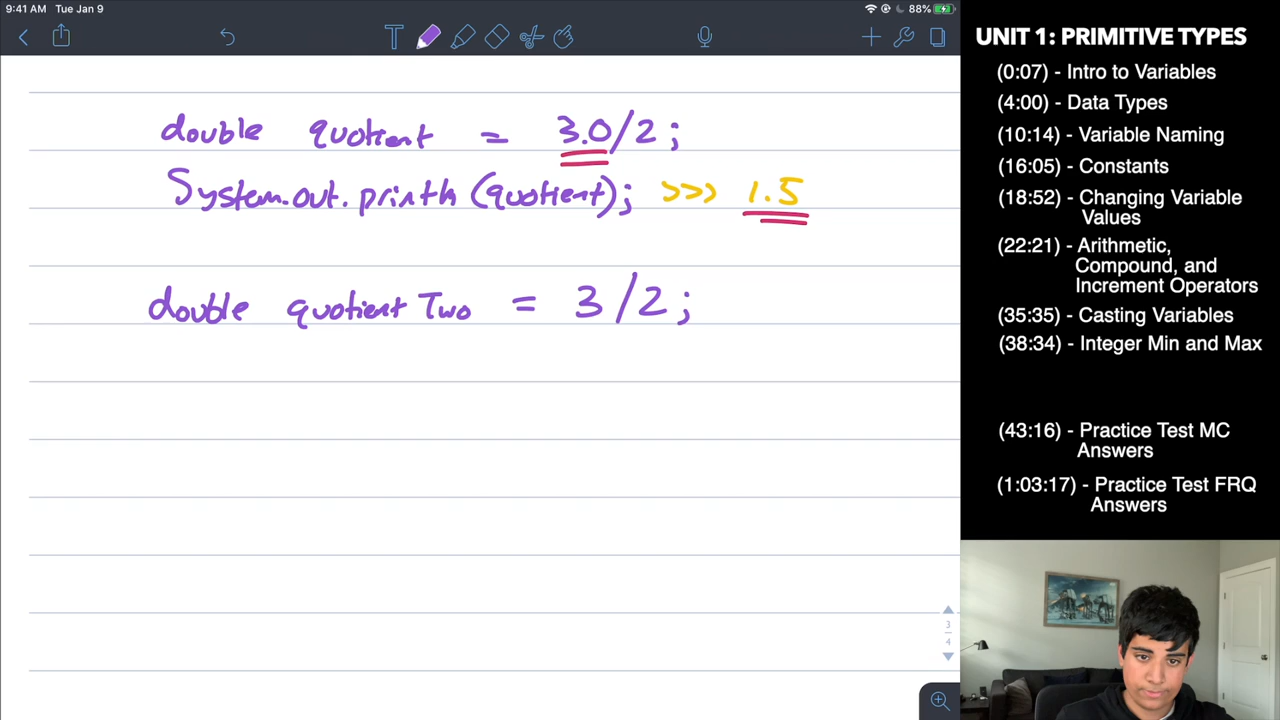 9:41 AM Tue Jan 9
88%
double quotient = 3.0/2;
System.out.println (quotient); >>> 1.5
double quotientTwo = 3/2;
3
4
UNIT 1: PRIMITIVE TYPES
(0:07) - Intro to Variables
(4:00) - Data Types
(10:14) - Variable Naming
(16:05) - Constants
(18:52) - Changing Variable
Values
(22:21) - Arithmetic,
Compound, and
Increment Operators
(35:35) - Casting Variables
(38:34) - Integer Min and Max
(43:16) - Practice Test MC
Answers
(1:03:17) - Practice Test FRQ
Answers